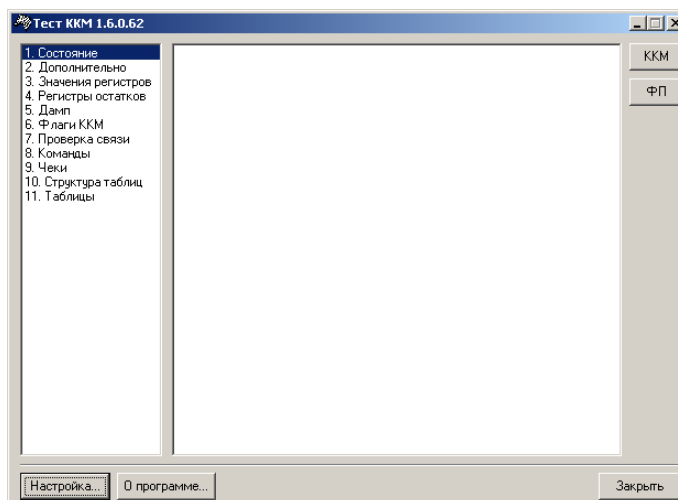 Тест ККМ 1.6.0.62
1. Состояние
2. Дополнительно
3. Значения регистров
4. Регистры остатков
5. Дамп
6. Флаги ККМ
7. Проверка связи
8. Команды
9. Чеки
10. Структура таблиц
11. Таблицы
ККМ
ФП
Настройка...
О программе...
Закрыть